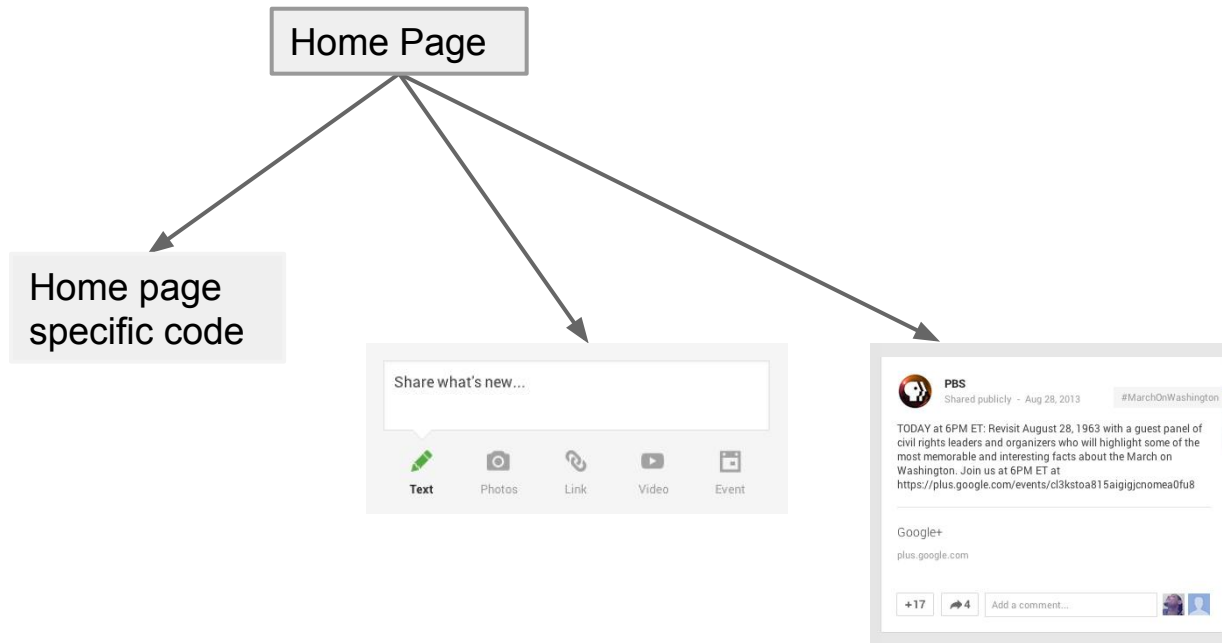 Home Page
Home page
specific code
Share what's new...
Text
Photos
Link
Video
Event
PBS
Shared publicly - Aug 28, 2013
#MarchOnWashington
TODAY at 6PM ET: Revisit August 28, 1963 with a guest panel of
civil rights leaders and organizers who will highlight some of the
most memorable and interesting facts about the March on
Washington. Join us at 6PM ET at
https://plus.google.com/events/cl3kstoa815aigigjcnomea0fu8
Google+
plus.google.com
+17
4
Add a comment...